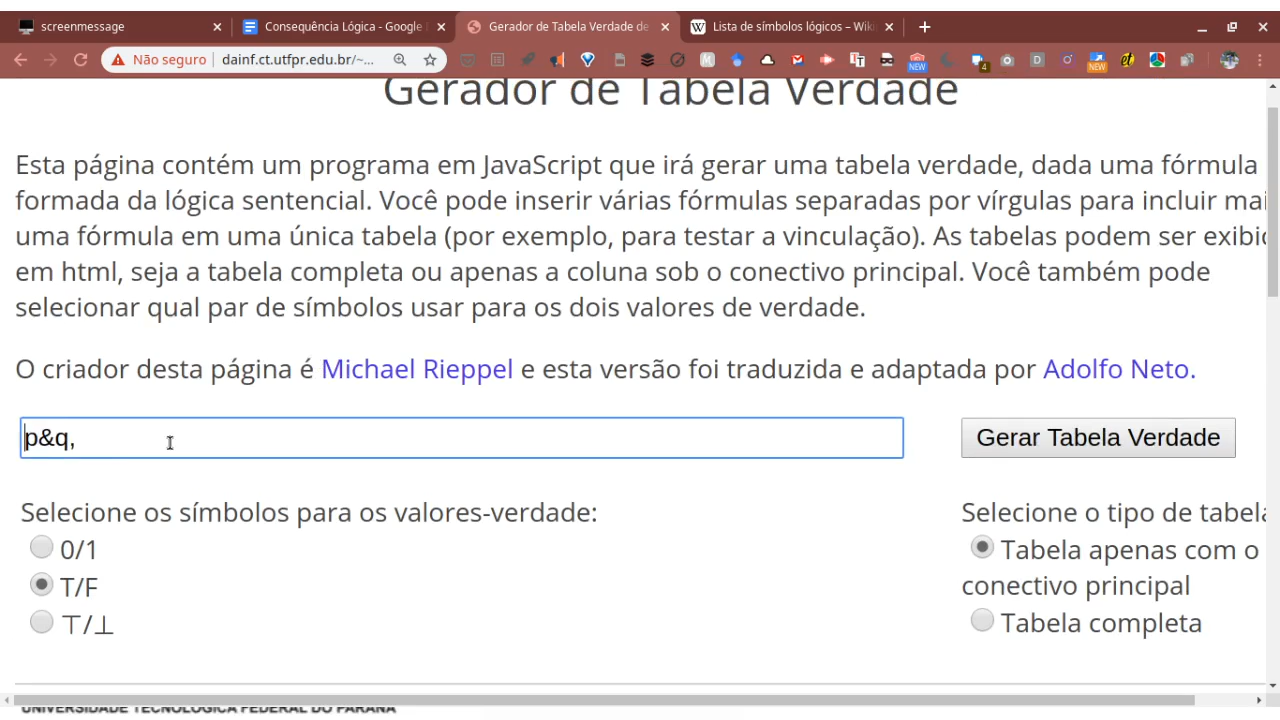 screenmessage
Consequência Lógica - Google
Gerador de Tabela Verdade de
Lista de símbolos lógicos – Wiki
Não seguro
dainf.ct.utfpr.edu.br/~...
NEW
4
NEW
Gerador de Tabela Verdade
Esta página contém um programa em JavaScript que irá gerar uma tabela verdade, dada uma fórmula
formada da lógica sentencial. Você pode inserir várias fórmulas separadas por vírgulas para incluir mai
uma fórmula em uma única tabela (por exemplo, para testar a vinculação). As tabelas podem ser exibic
em html, seja a tabela completa ou apenas a coluna sob o conectivo principal. Você também pode
selecionar qual par de símbolos usar para os dois valores de verdade.
O criador desta página é Michael Rieppel e esta versão foi traduzida e adaptada por Adolfo Neto.
p&q,
Gerar Tabela Verdade
Selecione os símbolos para os valores-verdade:
0/1
T/F
⊤/⊥
Selecione o tipo de tabela
Tabela apenas com o
conectivo principal
Tabela completa
UNIVERSIDADE TECNOLÓGICA FEDERAL DO PARANÁ